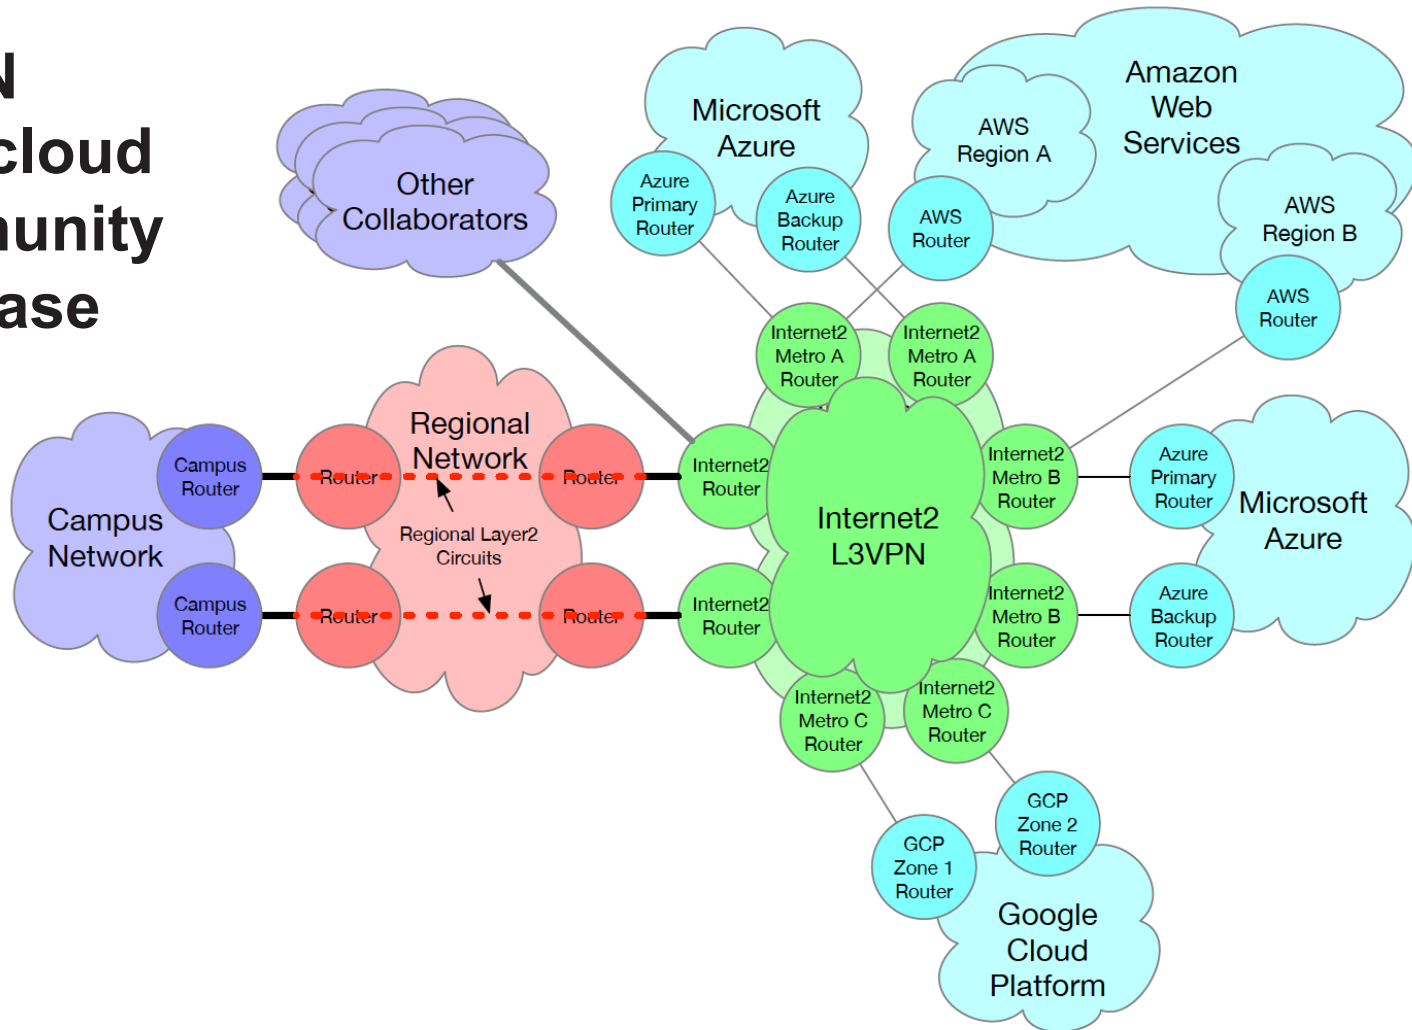 N
cloud
munity
ase
Other
Collaborators
Microsoft
Azure
Azure
Primary
Router
Azure
Backup
Router
Amazon
Web
Services
AWS
Region A
AWS
Router
AWS
Region B
AWS
Router
Internet2
Metro A
Router
Internet2
Metro A
Router
Campus
Network
Campus
Router
Campus
Router
Regional
Network
Router
Router
Regional Layer2
Circuits
Router
Router
Internet2
Router
Internet2
Router
Internet2
L3VPN
Internet2
Metro B
Router
Internet2
Metro B
Router
Azure
Primary
Router
Azure
Backup
Router
Microsoft
Azure
Internet2
Metro C
Router
Internet2
Metro C
Router
GCP
Zone 1
Router
GCP
Zone 2
Router
Google
Cloud
Platform